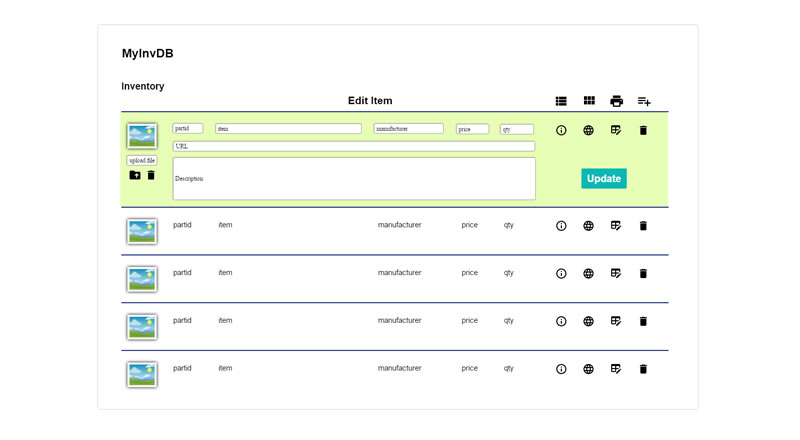 MyInvDB
Inventory
Edit Item
partid item manufacturer price qty
URL
upload file
Description
Update
partid item manufacturer price qty
partid item manufacturer price qty
partid item manufacturer price qty
partid item manufacturer price qty